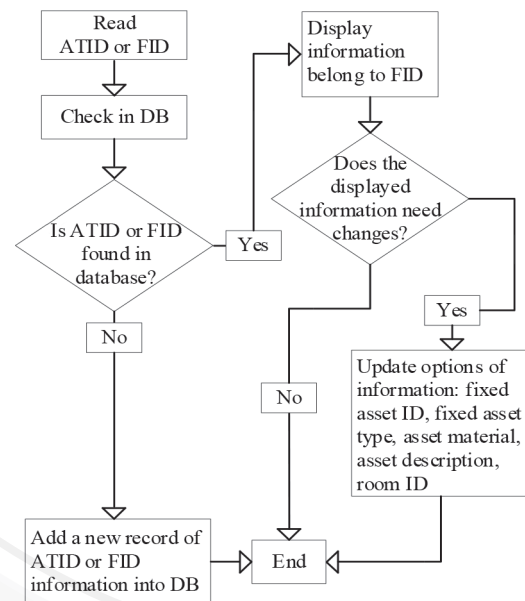 Read
ATID or FID
Check in DB
Is ATID or FID
found in
database?
Yes
No
Add a new record of
ATID or FID
information into DB
Display
information
belong to FID
Does the
displayed
information need
changes?
Yes
No
Update options of
information: fixed
asset ID, fixed asset
type, asset material,
asset description,
room ID
End